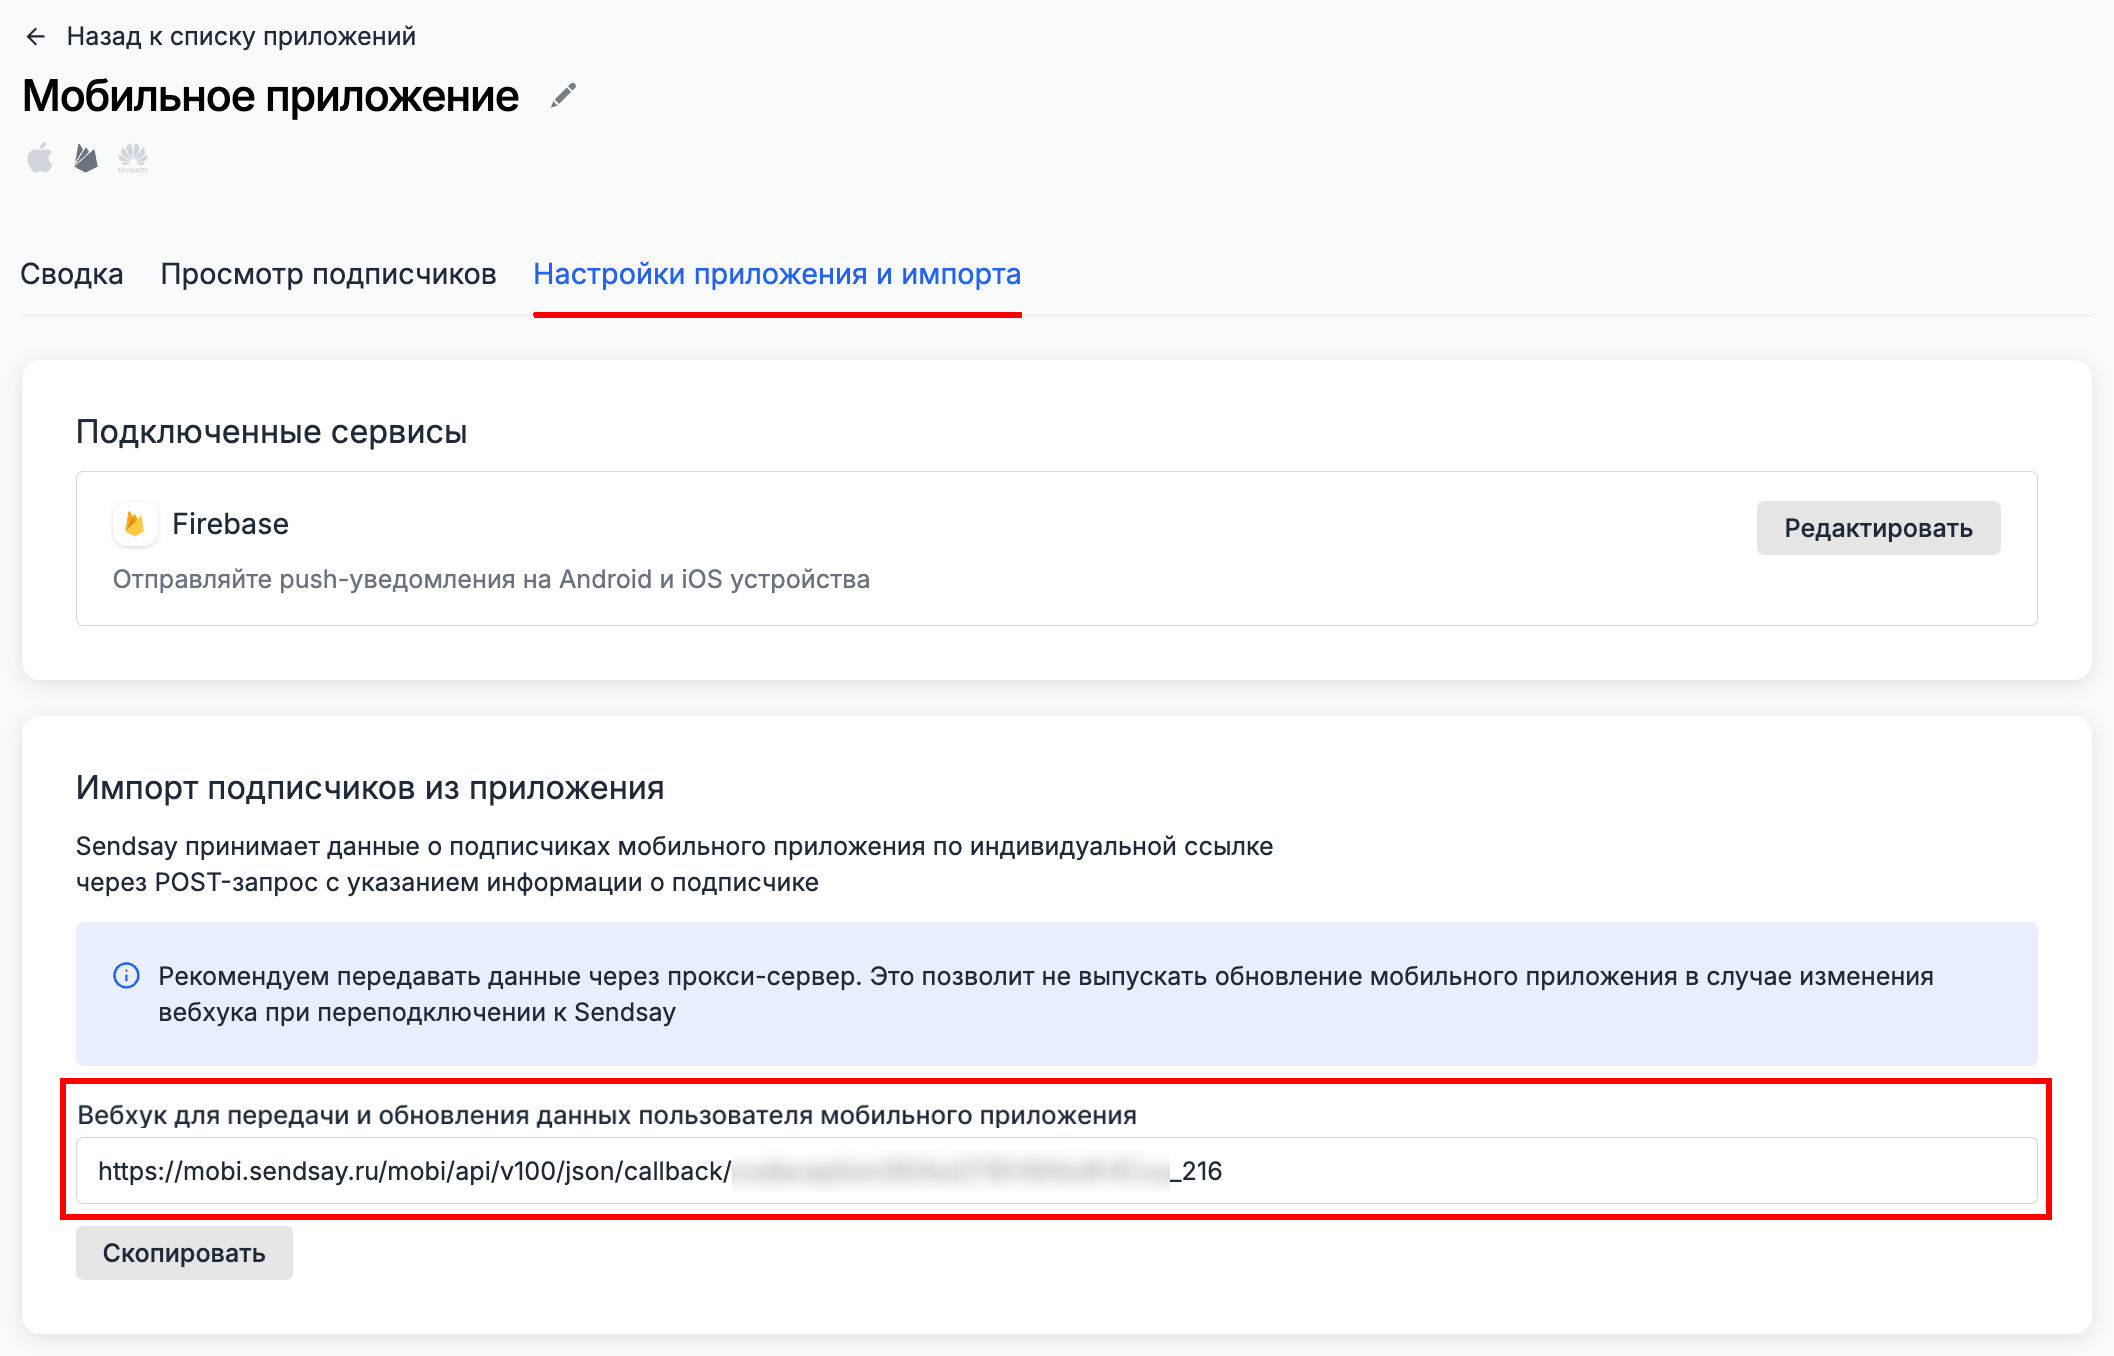 Назад к списку приложений
Мобильное приложение
HUAWEI
Сводка Просмотр подписчиков Настройки приложения и импорта
Подключенные сервисы
Firebase
Редактировать
Отправляйте push-уведомления на Android и iOS устройства
Импорт подписчиков из приложения
Sendsay принимает данные о подписчиках мобильного приложения по индивидуальной ссылке
через POST-запрос с указанием информации о подписчике
Рекомендуем передавать данные через прокси-сервер. Это позволит не выпускать обновление мобильного приложения в случае изменения
вебхука при переподключении к Sendsay
Вебхук для передачи и обновления данных пользователя мобильного приложения
https://mobi.sendsay.ru/mobi/api/v100/json/callback/ _216
Скопировать